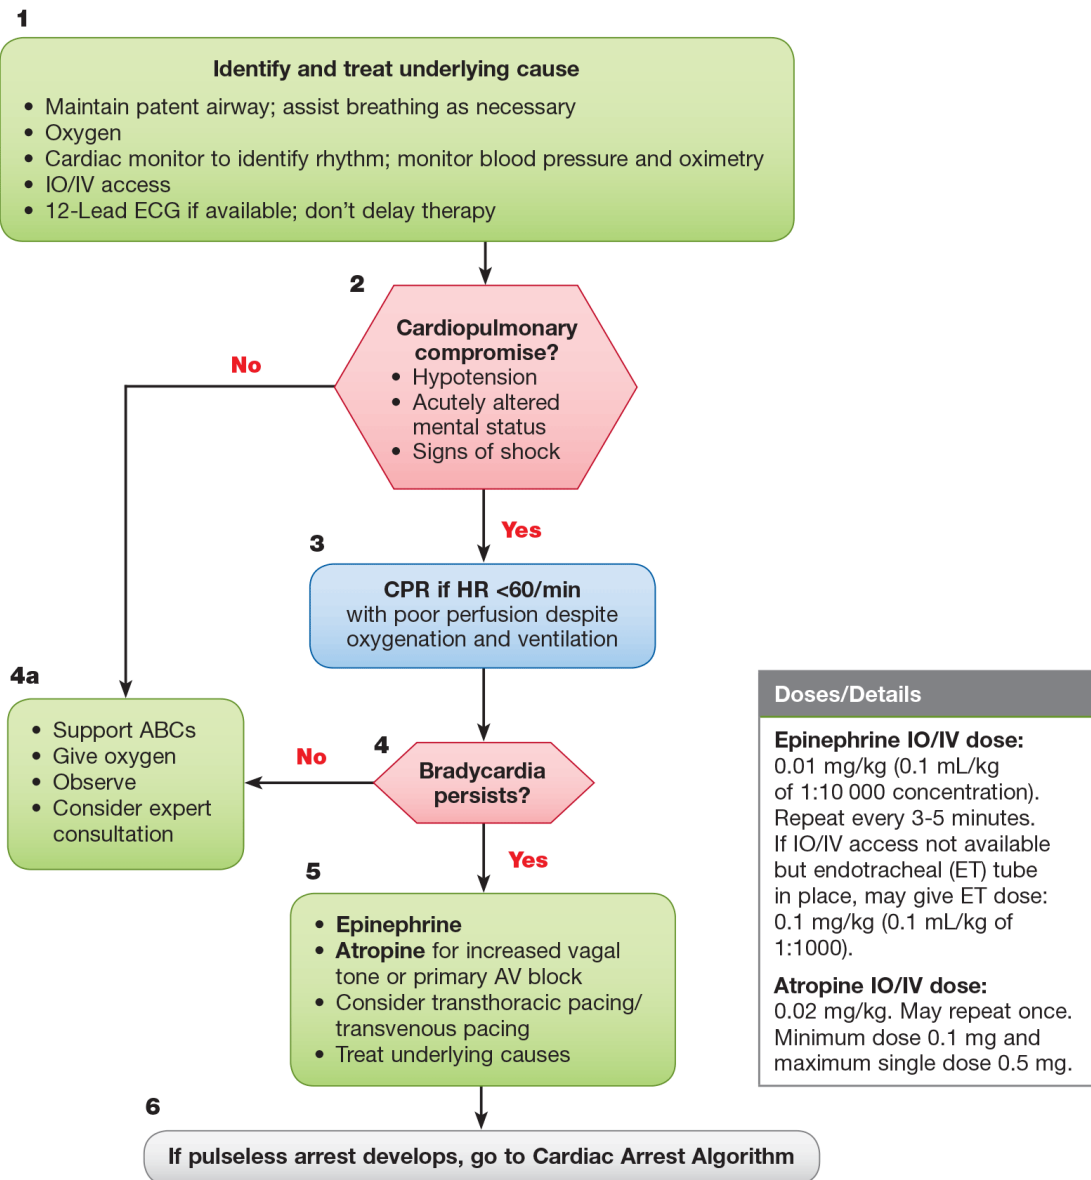 1
Identify and treat underlying cause
• Maintain patent airway; assist breathing as necessary
• Oxygen
• Cardiac monitor to identify rhythm; monitor blood pressure and oximetry
• IO/IV access
• 12-Lead ECG if available; don't delay therapy
2
Cardiopulmonary
compromise?
• Hypotension
• Acutely altered
mental status
• Signs of shock
No
Yes
3
CPR if HR <60/min
with poor perfusion despite
oxygenation and ventilation
4a
• Support ABCs
• Give oxygen
• Observe
• Consider expert
consultation
No
4
Bradycardia
persists?
Yes
5
• Epinephrine
• Atropine for increased vagal
tone or primary AV block
• Consider transthoracic pacing/
transvenous pacing
• Treat underlying causes
6
If pulseless arrest develops, go to Cardiac Arrest Algorithm
Doses/Details
Epinephrine IO/IV dose:
0.01 mg/kg (0.1 mL/kg
of 1:10 000 concentration).
Repeat every 3-5 minutes.
If IO/IV access not available
but endotracheal (ET) tube
in place, may give ET dose:
0.1 mg/kg (0.1 mL/kg of
1:1000).
Atropine IO/IV dose:
0.02 mg/kg. May repeat once.
Minimum dose 0.1 mg and
maximum single dose 0.5 mg.